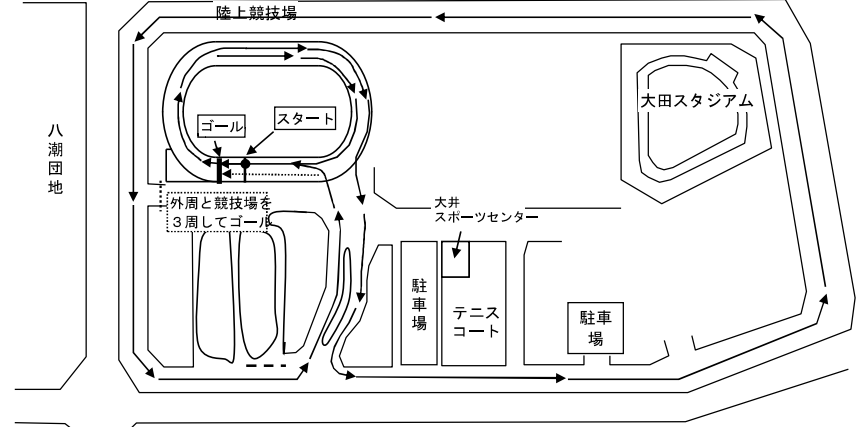 陸上競技場
大田スタジアム
八潮団地
ゴール
スタート
外周と競技場を
３周してゴール
大井
スポーツセンター
駐車場
テニス
コート
駐車
場